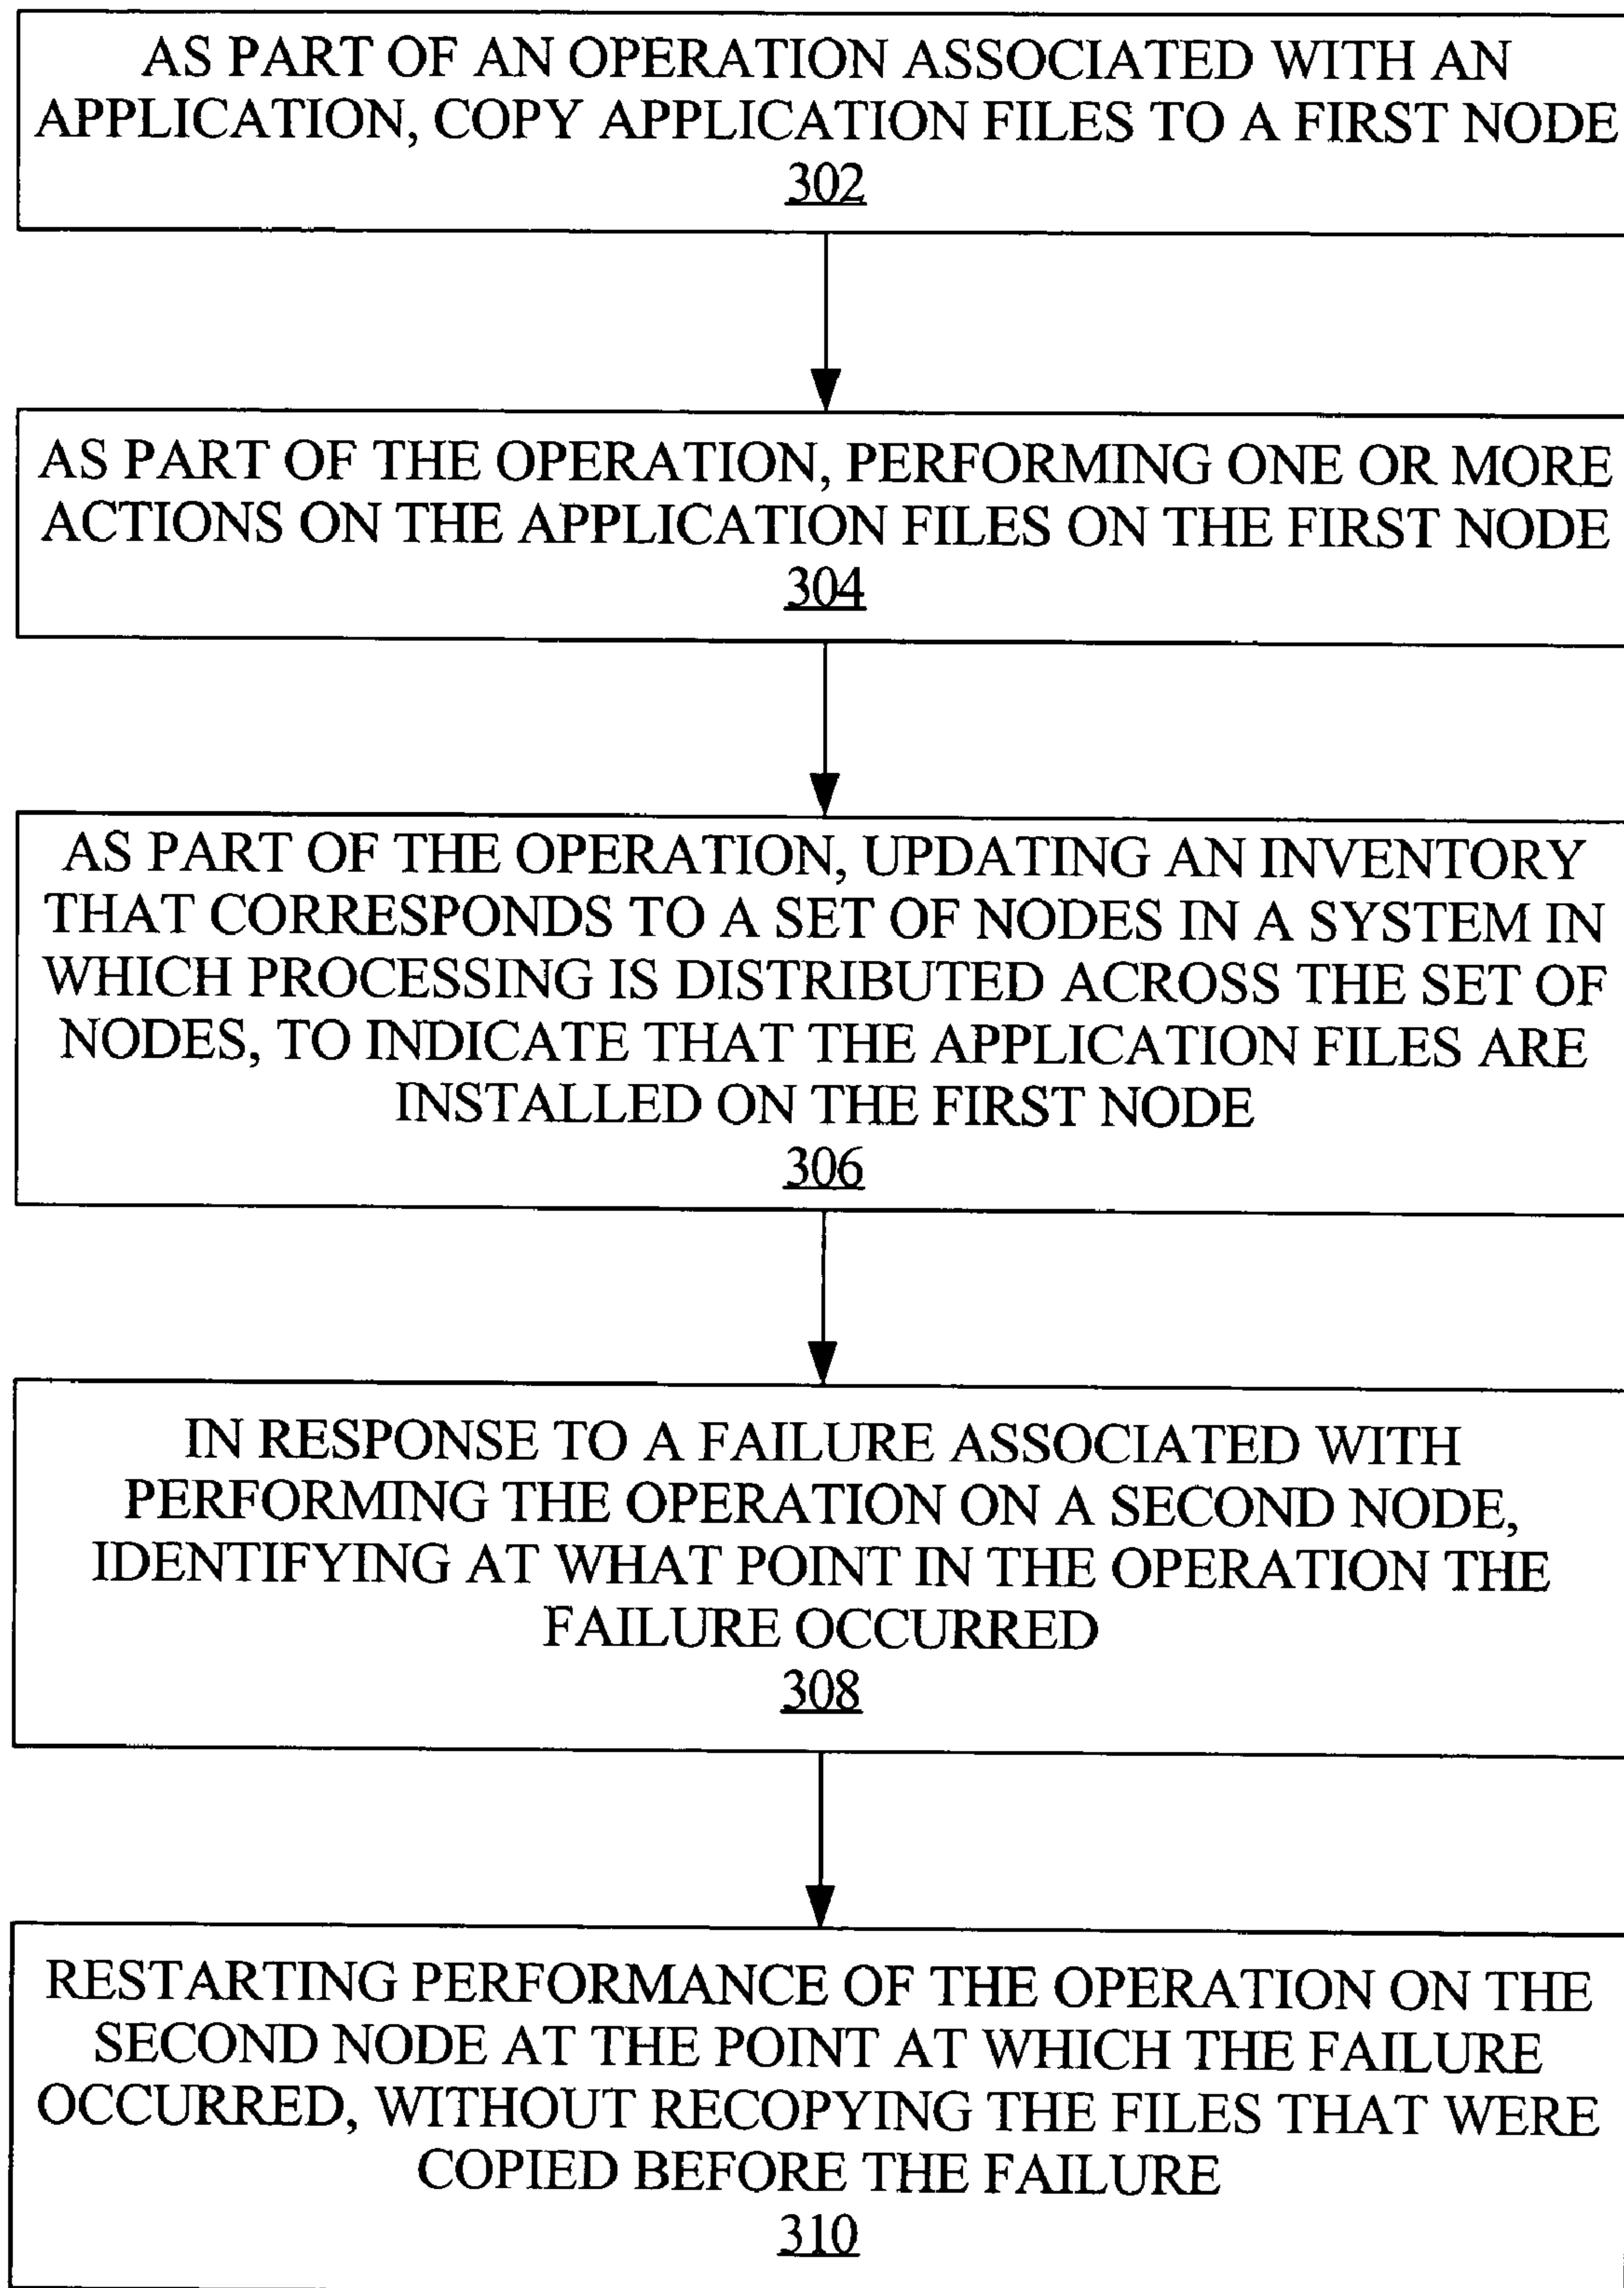 AS PART OF AN OPERATION ASSOCIATED WITH AN
APPLICATION, COPY APPLICATION FILES TO A FIRST NODE
302
AS PART OF THE OPERATION, PERFORMING ONE OR MORE
ACTIONS ON THE APPLICATION FILES ON THE FIRST NODE
304
AS PART OF THE OPERATION, UPDATING AN INVENTORY
THAT CORRESPONDS TO A SET OF NODES IN A SYSTEM IN
WHICH PROCESSING IS DISTRIBUTED ACROSS THE SET OF
NODES, TO INDICATE THAT THE APPLICATION FILES ARE
INSTALLED ON THE FIRST NODE
306
IN RESPONSE TO A FAILURE ASSOCIATED WITH
PERFORMING THE OPERATION ON A SECOND NODE,
IDENTIFYING AT WHAT POINT IN THE OPERATION THE
FAILURE OCCURRED
308
RESTARTING PERFORMANCE OF THE OPERATION ON THE
SECOND NODE AT THE POINT AT WHICH THE FAILURE
OCCURRED, WITHOUT RECOPYING THE FILES THAT WERE
COPIED BEFORE THE FAILURE
310